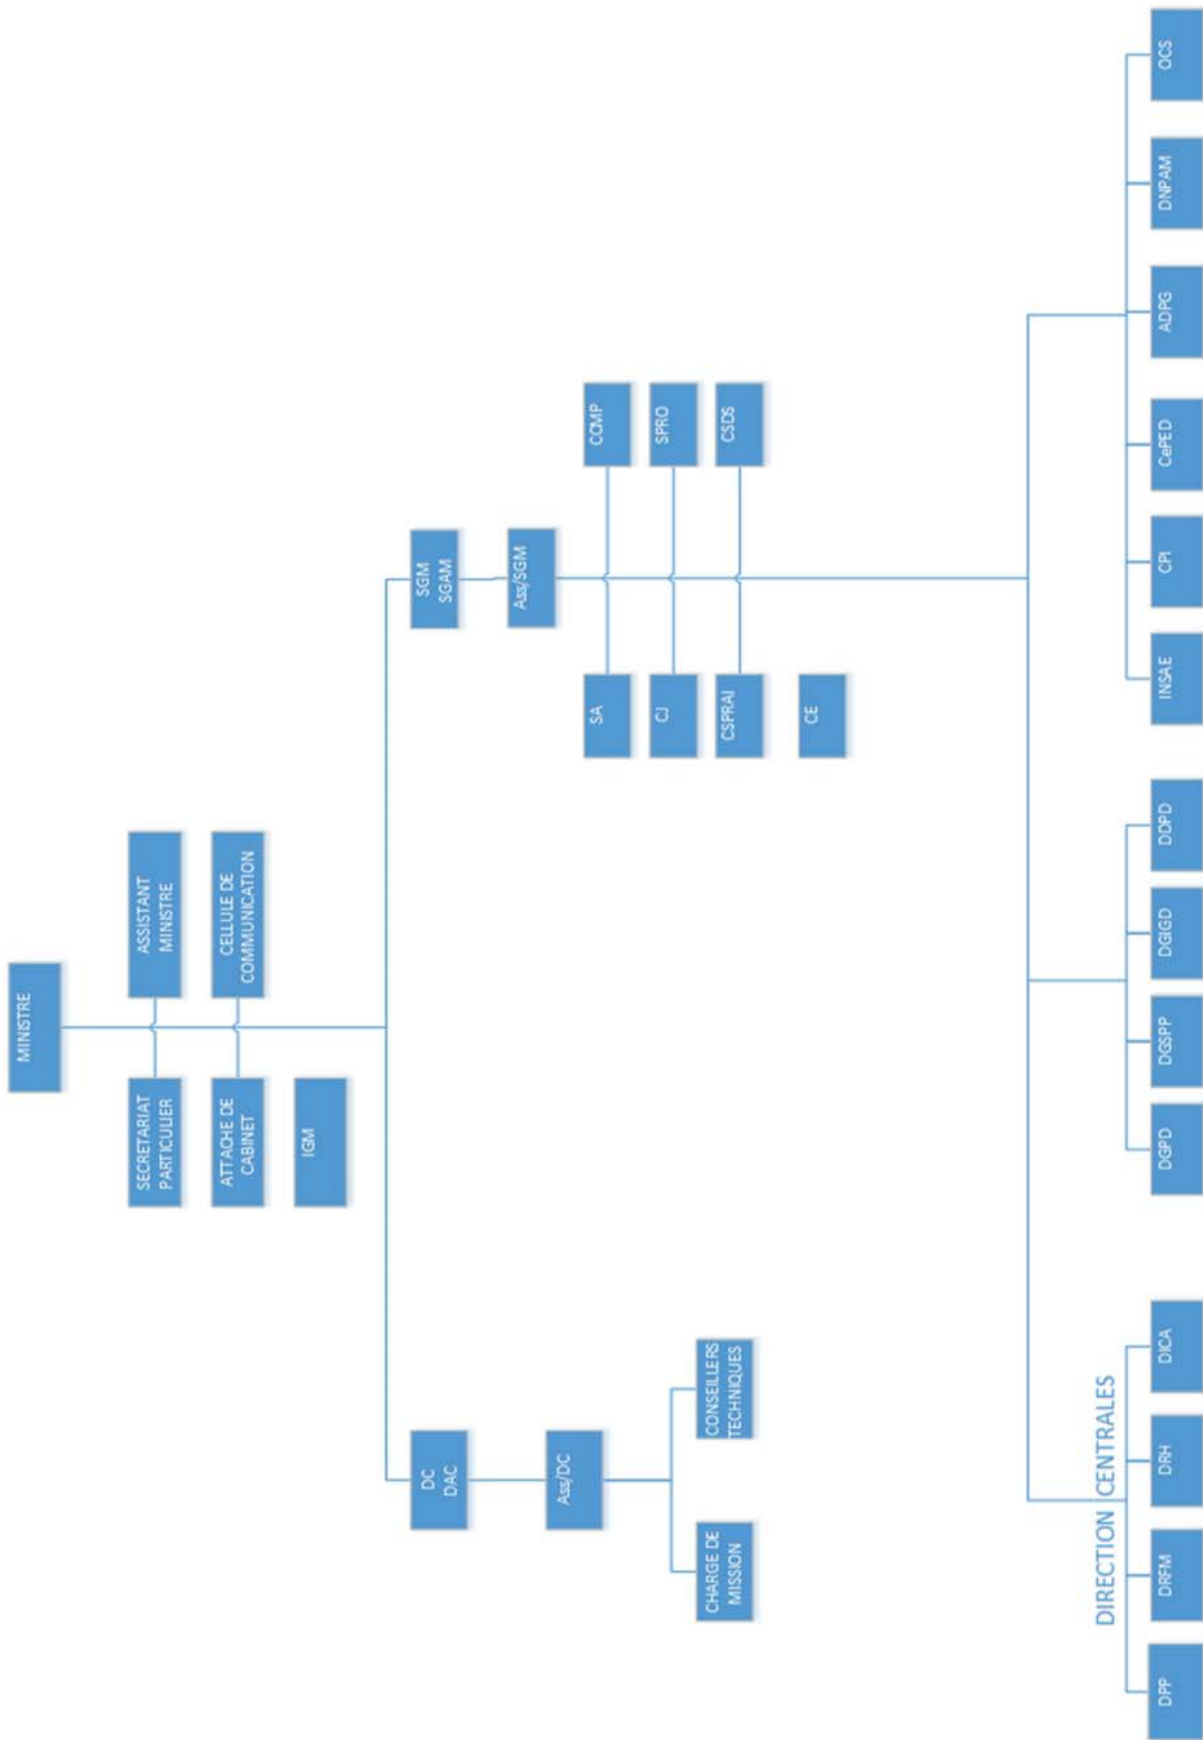 MINISTRE
SECRETARIAT
PARTICULIER
ASSISTANT
MINISTRE
ATTACHE DE
CABINET
CELLULE DE
COMMUNICATION
IGM
DC
DAC
SGM
SGAM
Ass/DC
Ass/SGM
SA
CCMP
CJ
SPRO
CHARGE DE
MISSION
CONSEILLERS
TECHNIQUES
CSPRAI
CSDS
CE
DIRECTION CENTRALES
DPP
DRFM
DRH
DICA
DGPD
DGSPP
DGIGD
DDPD
INSAE
CPI
CePED
ADPG
DNPAM
OCS